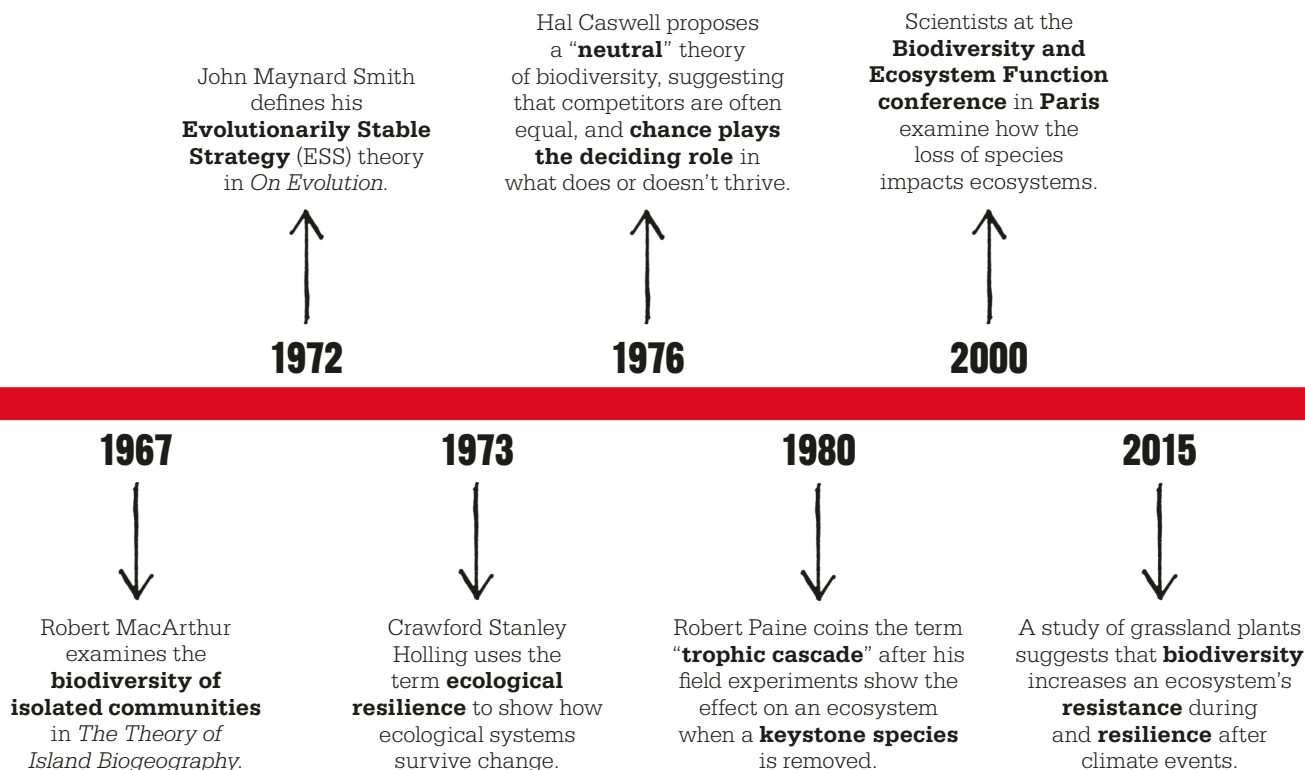 John Maynard Smith
defines his
Evolutionarily Stable
Strategy (ESS) theory
in On Evolution.
1972
Hal Caswell proposes
a “neutral” theory
of biodiversity, suggesting
that competitors are often
equal, and chance plays
the deciding role in
what does or doesn’t thrive.
1976
Scientists at the
Biodiversity and
Ecosystem Function
conference in Paris
examine how the
loss of species
impacts ecosystems.
2000
1967
Robert MacArthur
examines the
biodiversity of
isolated communities
in The Theory of
Island Biogeography.
1973
Crawford Stanley
Holling uses the
term ecological
resilience to show how
ecological systems
survive change.
1980
Robert Paine coins the term
“trophic cascade” after his
field experiments show the
effect on an ecosystem
when a keystone species
is removed.
2015
A study of grassland plants
suggests that biodiversity
increases an ecosystem’s
resistance during
and resilience after
climate events.